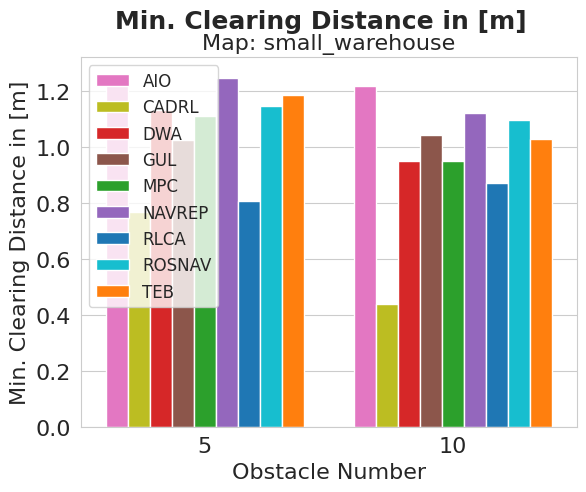 Min. Clearing Distance in [m]
Map: small_warehouse
Min. Clearing Distance in [m]
1.2
1.0
0.8
0.6
0.4
0.2
0.0
AIO
CADRL
DWA
GUL
MPC
NAVREP
RLCA
ROSNAV
TEB
5
10
Obstacle Number